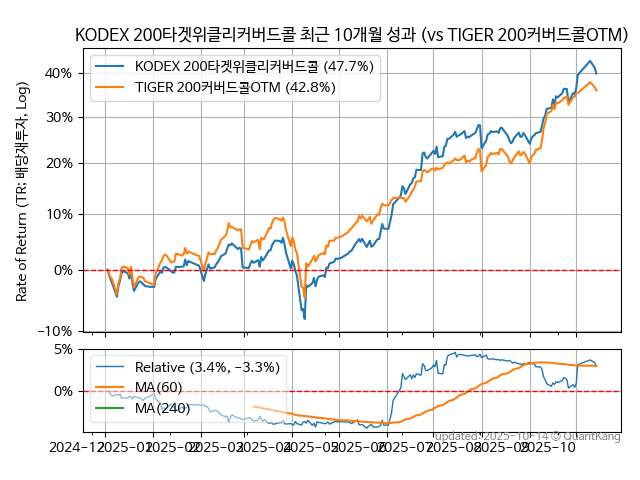 KODEX 200타겟위클리커버드콜 최근 10개월 성과 (vs TIGER 200커버드콜OTM)
Rate of Return (TR: 배당재투자, Log)
KODEX 200타겟위클리커버드콜 (47.7%)
TIGER 200커버드콜OTM (42.8%)
40%
30%
20%
10%
0%
−10%
5%
0%
Relative (3.4%, −3.3%)
MA(60)
MA(240)
updated: 2025-10-14 © QuantKang
2024-12 2025-01 2025-02 2025-03 2025-04 2025-05 2025-06 2025-07 2025-08 2025-09 2025-10